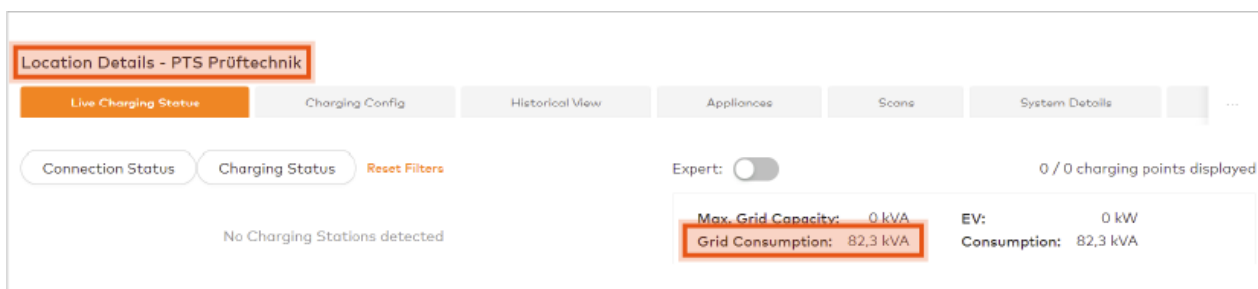 Location Details - PTS Prüftechnik
Live Charging Status Charging Config Historical View Appliances Scans System Details ...
Connection Status Charging Status Reset Filters Expert: 0 / 0 charging points displayed
No Charging Stations detected
Max. Grid Capacity: 0 kVA EV: 0 kW
Grid Consumption: 82,3 kVA Consumption: 82,3 kVA